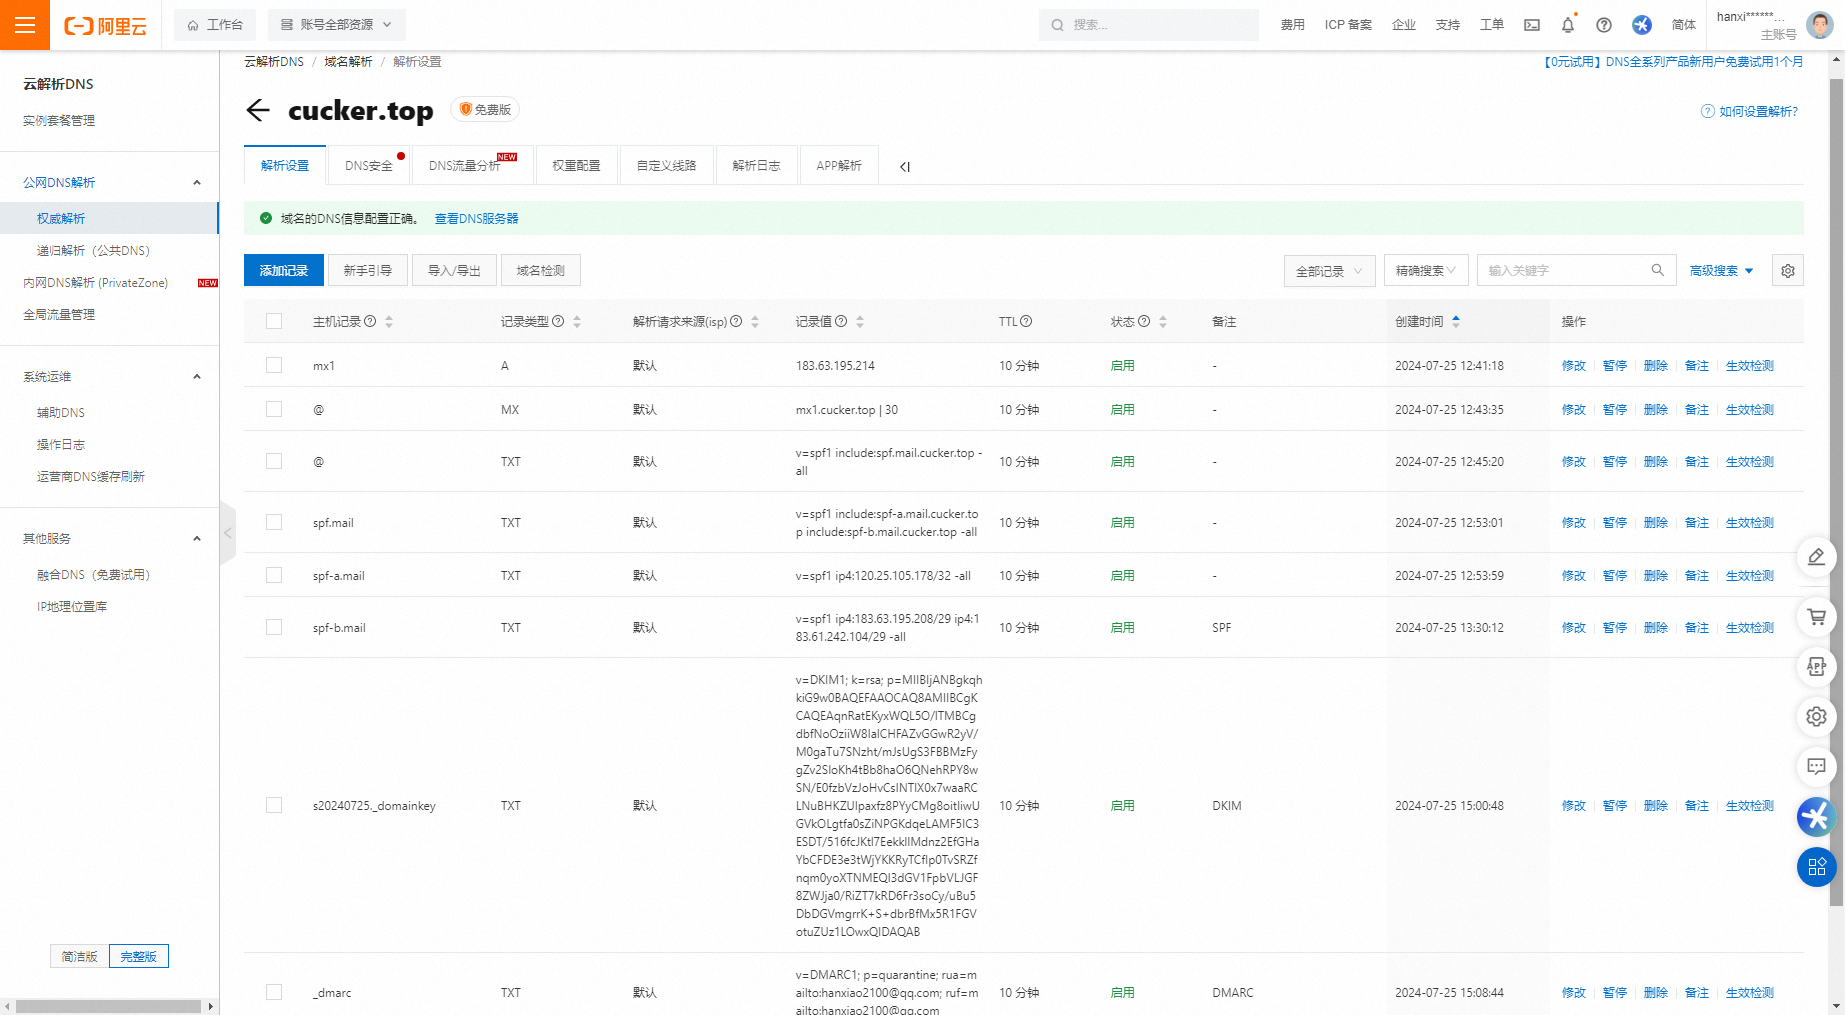 阿里云
工作台
账号全部资源
搜索...
费用
ICP 备案
企业
支持
工单
简体
hanxi******...
主账号
云解析DNS / 域名解析 / 解析设置
【0元试用】DNS全系列产品新用户免费试用1个月
云解析DNS
实例套餐管理
公网DNS解析
权威解析
递归解析（公共DNS）
内网DNS解析 (PrivateZone) NEW
全局流量管理
系统运维
辅助DNS
操作日志
运营商DNS缓存刷新
其他服务
融合DNS（免费试用）
IP地理位置库
简洁版 完整版
cucker.top 免费版
如何设置解析?
解析设置 DNS安全 DNS流量分析 NEW 权重配置 自定义线路 解析日志 APP解析
域名的DNS信息配置正确。 查看DNS服务器
添加记录 新手引导 导入/导出 域名检测 全部记录 精确搜索 输入关键字 高级搜索
主机记录 记录类型 解析请求来源(isp) 记录值 TTL 状态 备注 创建时间 操作
mx1 A 默认 183.63.195.214 10 分钟 启用 - 2024-07-25 12:41:18 修改 暂停 删除 备注 生效检测
@ MX 默认 mx1.cucker.top | 30 10 分钟 启用 - 2024-07-25 12:43:35 修改 暂停 删除 备注 生效检测
@ TXT 默认 v=spf1 include:spf.mail.cucker.top -
all 10 分钟 启用 - 2024-07-25 12:45:20 修改 暂停 删除 备注 生效检测
spf.mail TXT 默认 v=spf1 include:spf-a.mail.cucker.to
p include:spf-b.mail.cucker.top -all 10 分钟 启用 - 2024-07-25 12:53:01 修改 暂停 删除 备注 生效检测
spf-a.mail TXT 默认 v=spf1 ip4:120.25.105.178/32 -all 10 分钟 启用 - 2024-07-25 12:53:59 修改 暂停 删除 备注 生效检测
spf-b.mail TXT 默认 v=spf1 ip4:183.63.195.208/29 ip4:1
83.61.242.104/29 -all 10 分钟 启用 SPF 2024-07-25 13:30:12 修改 暂停 删除 备注 生效检测
s20240725._domainkey TXT 默认 v=DKIM1; k=rsa; p=MIIBIjANBgkqh
kiG9w0BAQEFAAOCAQ8AMIIBCgK
CAQEAqnRatEKyxWQL5O/ITMBCg
dbfNoOziiW8IaICHFAZvGGwR2yV/
M0gaTu7SNzht/mJsUgS3FBBMzFy
gZv2SIoKh4tBb8haO6QNehRPY8w
SN/E0fzbVzJoHvCsINTIX0x7waaRC
LNuBHKZUIpaxfz8PYyCMg8oitIiwU
GVkOLgtfa0sZiNPGKdqeLAMF5IC3
ESDT/516fcJKtI7EekkIIMdnz2EfGHa
YbCFDE3e3tWjYKKRyTCfIp0TvSRZf
nqm0yoXTNMEQI3dGV1FpbVLJGF
8ZWJja0/RiZT7kRD6Fr3soCy/uBu5
DbDGVmgrrK+S+dbrBfMx5R1FGV
otuZUz1LOwxQIDAQAB 10 分钟 启用 DKIM 2024-07-25 15:00:48 修改 暂停 删除 备注 生效检测
_dmarc TXT 默认 v=DMARC1; p=quarantine; rua=m
ailto:hanxiao2100@qq.com; ruf=m
ailto:hanxiao2100@qq.com 10 分钟 启用 DMARC 2024-07-25 15:08:44 修改 暂停 删除 备注 生效检测
APP